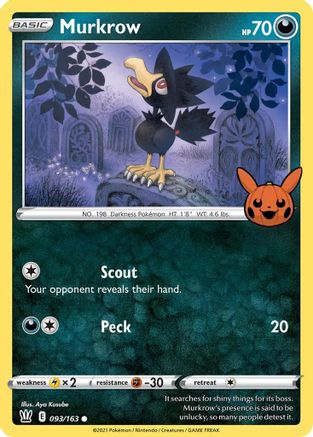 BASIC Murkrow HP 70
NO. 198 Darkness Pokémon HT: 1'8" WT: 4.6 lbs.
Scout
Your opponent reveals their hand.
Peck 20
weakness ×2 resistance -30 retreat
Illus. Aya Kusube
E 093/163
It searches for shiny things for its boss.
Murkrow's presence is said to be
unlucky, so many people detest it.
©2021 Pokémon / Nintendo / Creatures / GAME FREAK